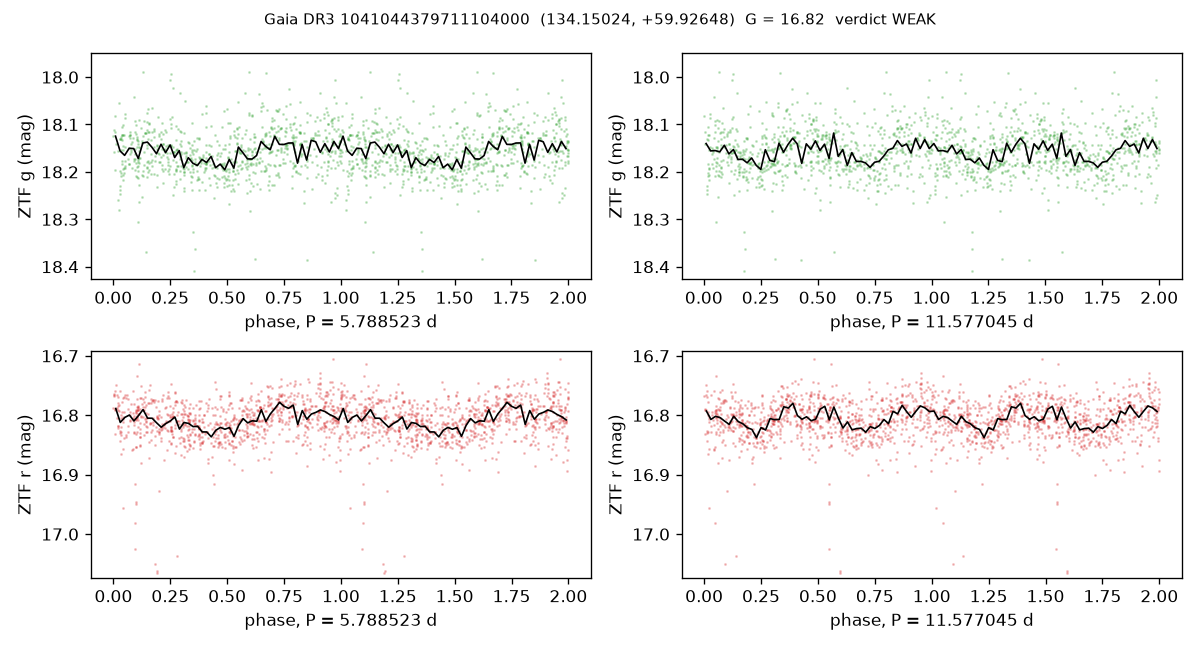 Gaia DR3 1041044379711104000 (134.15024, +59.92648) G = 16.82 verdict WEAK
ZTF g (mag)
18.0
18.1
18.2
18.3
18.4
0.00 0.25 0.50 0.75 1.00 1.25 1.50 1.75 2.00
phase, P = 5.788523 d
ZTF g (mag)
18.0
18.1
18.2
18.3
18.4
0.00 0.25 0.50 0.75 1.00 1.25 1.50 1.75 2.00
phase, P = 11.577045 d
ZTF r (mag)
16.7
16.8
16.9
17.0
0.00 0.25 0.50 0.75 1.00 1.25 1.50 1.75 2.00
phase, P = 5.788523 d
ZTF r (mag)
16.7
16.8
16.9
17.0
0.00 0.25 0.50 0.75 1.00 1.25 1.50 1.75 2.00
phase, P = 11.577045 d